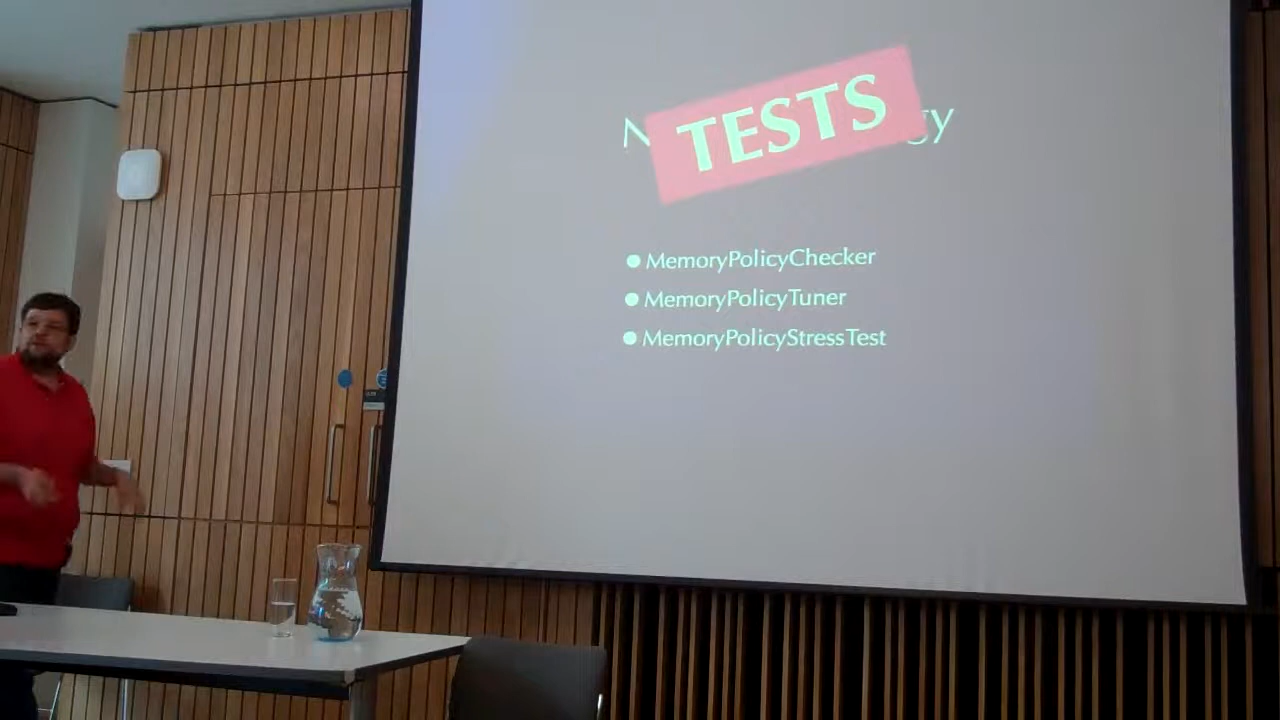 TESTS
• MemoryPolicyChecker
• MemoryPolicyTuner
• MemoryPolicyStressTest